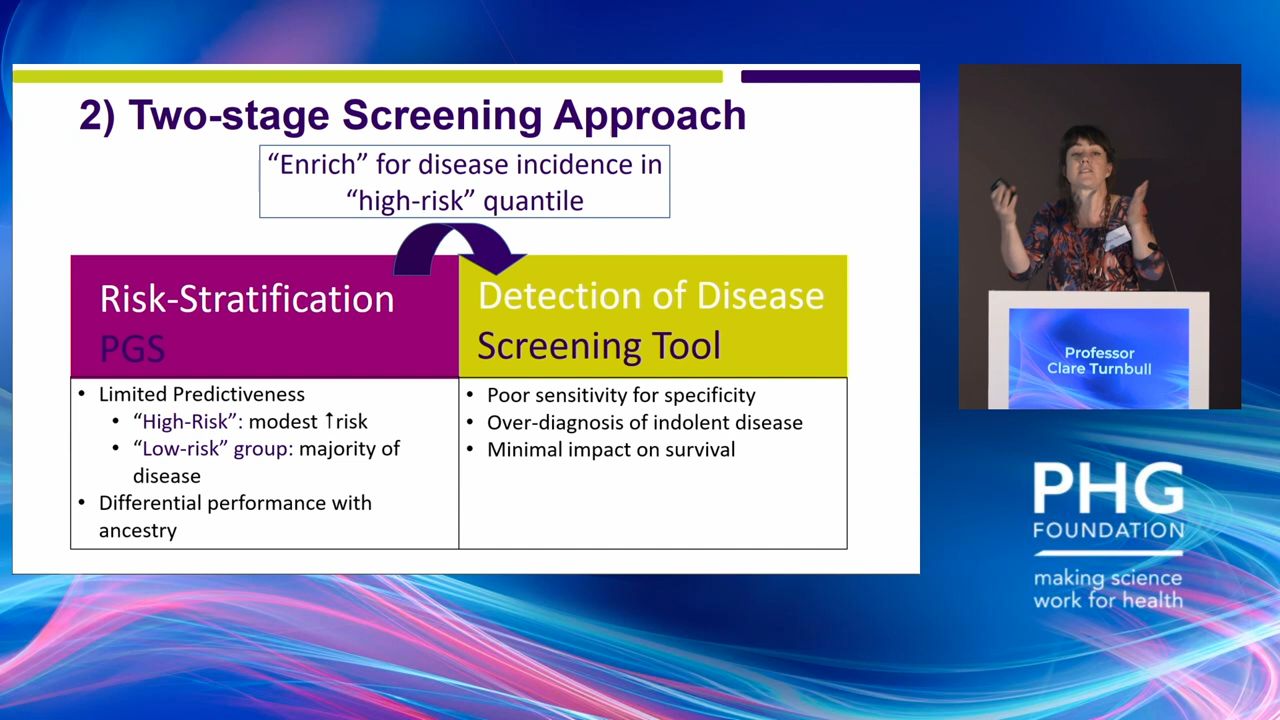 2) Two-stage Screening Approach
“Enrich” for disease incidence in
“high-risk” quantile
Risk-Stratification
PGS
Detection of Disease
Screening Tool
• Limited Predictiveness
• “High-Risk”: modest ↑risk
• “Low-risk” group: majority of
disease
• Differential performance with
ancestry
• Poor sensitivity for specificity
• Over-diagnosis of indolent disease
• Minimal impact on survival
Professor
Clare Turnbull
PHG
FOUNDATION
making science
work for health